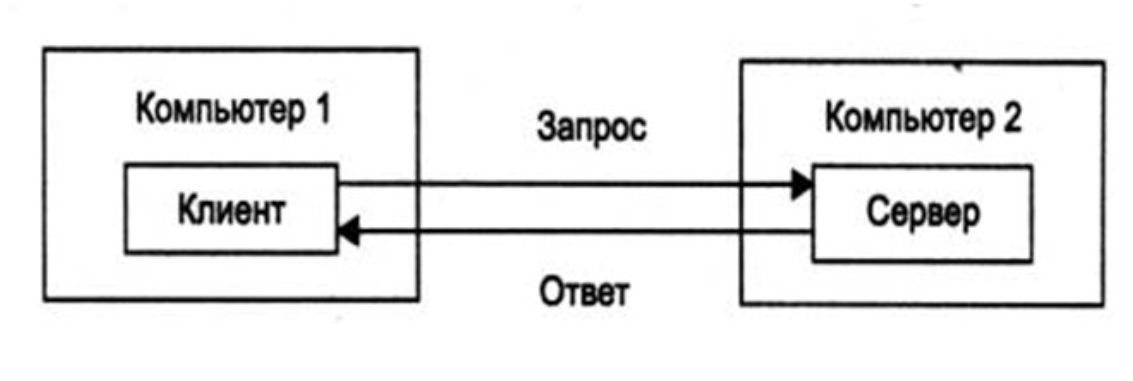 Компьютер 1
Клиент
Запрос
Ответ
Компьютер 2
Сервер